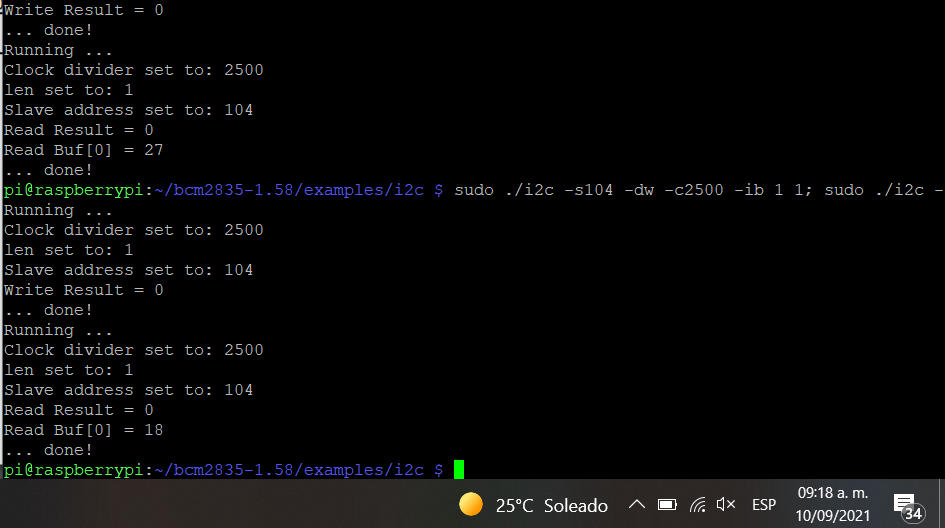 Write Result = 0
... done!
Running ...
Clock divider set to: 2500
len set to: 1
Slave address set to: 104
Read Result = 0
Read Buf[0] = 27
... done!
pi@raspberrypi:~/bcm2835-1.58/examples/i2c $ sudo ./i2c -s104 -dw -c2500 -ib 1 1; sudo ./i2c -
Running ...
Clock divider set to: 2500
len set to: 1
Slave address set to: 104
Write Result = 0
... done!
Running ...
Clock divider set to: 2500
len set to: 1
Slave address set to: 104
Read Result = 0
Read Buf[0] = 18
... done!
pi@raspberrypi:~/bcm2835-1.58/examples/i2c $
25°C Soleado ESP 09:18 a. m.
10/09/2021 34